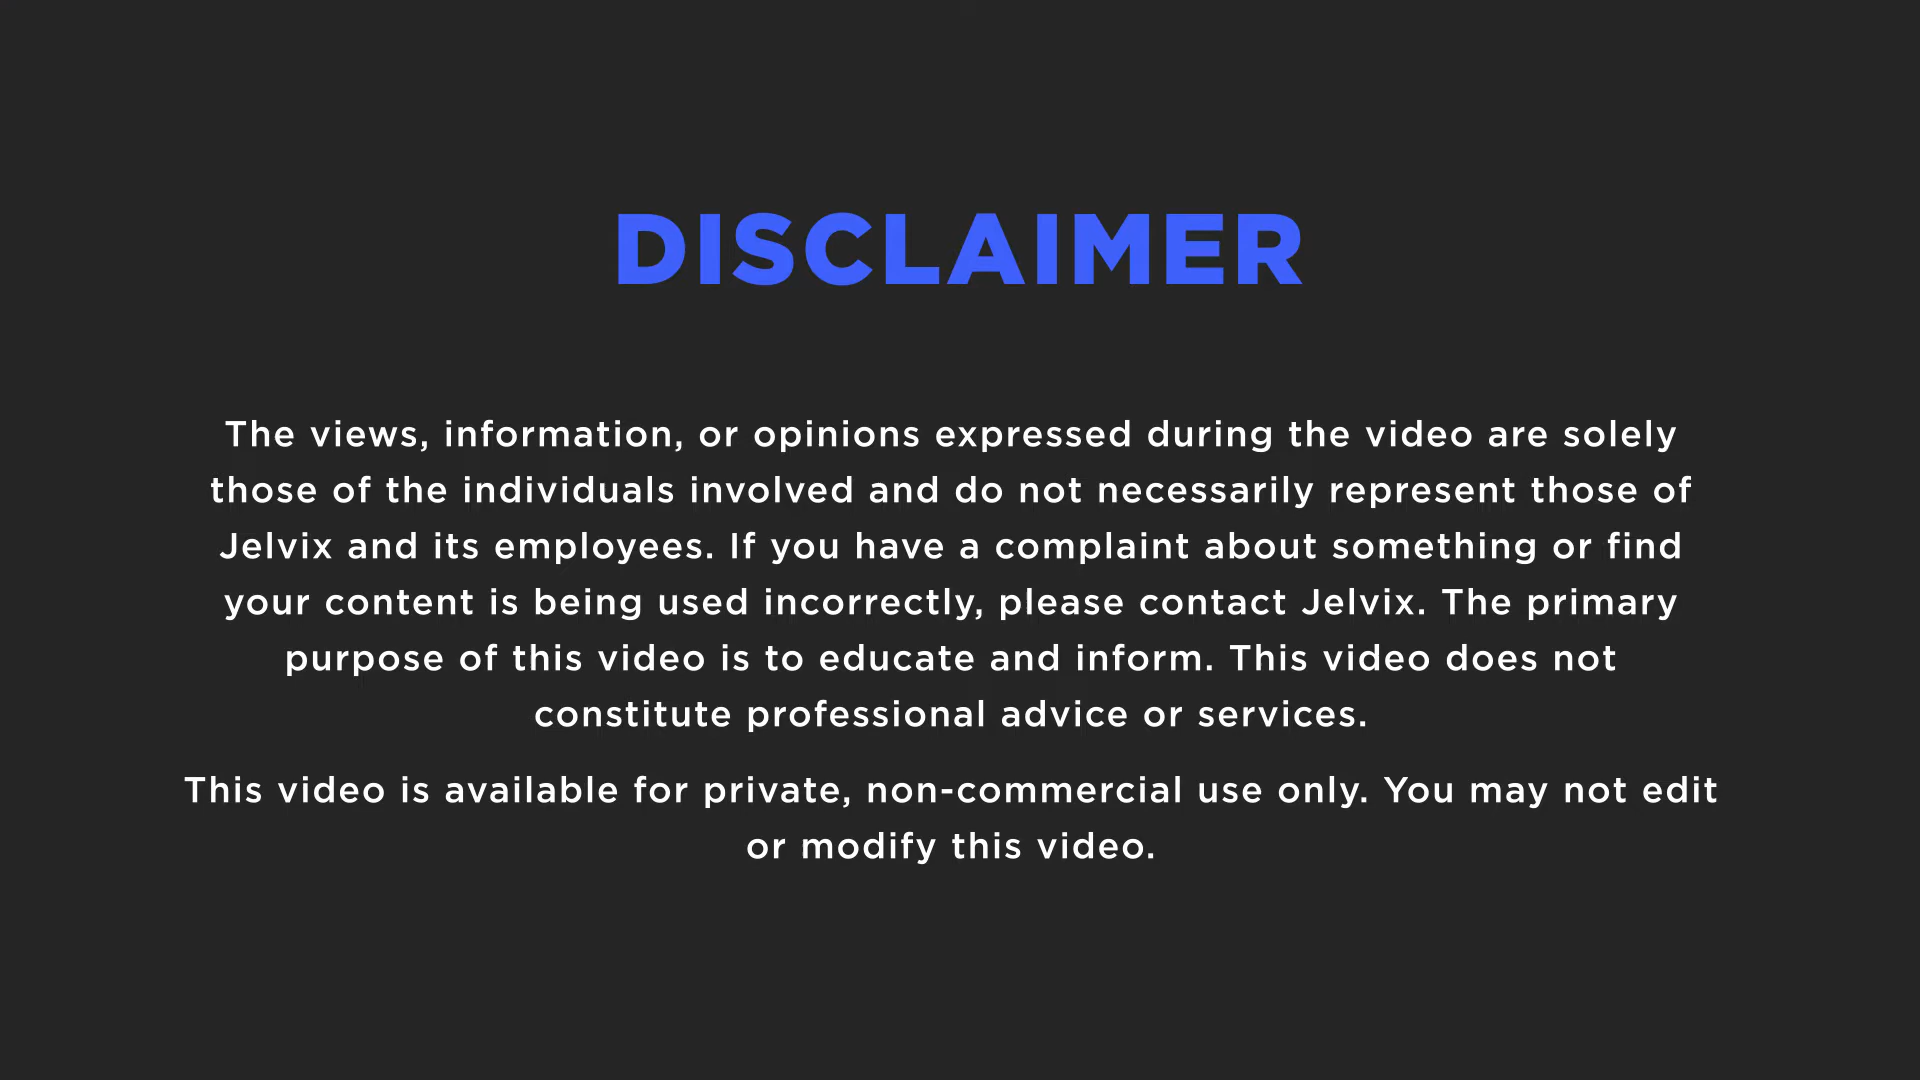 DISCLAIMER
The views, information, or opinions expressed during the video are solely
those of the individuals involved and do not necessarily represent those of
Jelvix and its employees. If you have a complaint about something or find
your content is being used incorrectly, please contact Jelvix. The primary
purpose of this video is to educate and inform. This video does not
constitute professional advice or services.
This video is available for private, non-commercial use only. You may not edit
or modify this video.